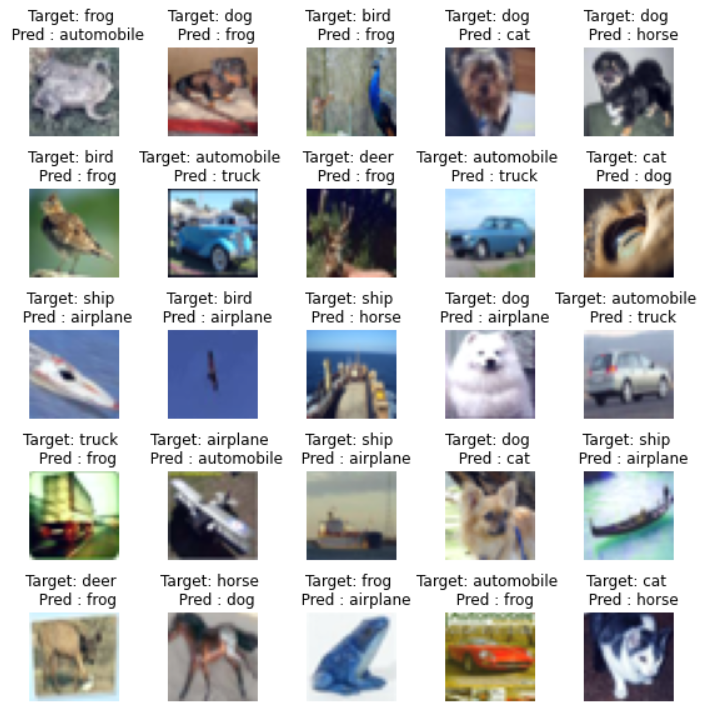 Target: frog
Pred : automobile
Target: dog
Pred : frog
Target: bird
Pred : frog
Target: dog
Pred : cat
Target: dog
Pred : horse
Target: bird
Pred : frog
Target: automobile
Pred : truck
Target: deer
Pred : frog
Target: automobile
Pred : truck
Target: cat
Pred : dog
Target: ship
Pred : airplane
Target: bird
Pred : airplane
Target: ship
Pred : horse
Target: dog
Pred : airplane
Target: automobile
Pred : truck
Target: truck
Pred : frog
Target: airplane
Pred : automobile
Target: ship
Pred : airplane
Target: dog
Pred : cat
Target: ship
Pred : airplane
Target: deer
Pred : frog
Target: horse
Pred : dog
Target: frog
Pred : airplane
Target: automobile
Pred : frog
Target: cat
Pred : horse